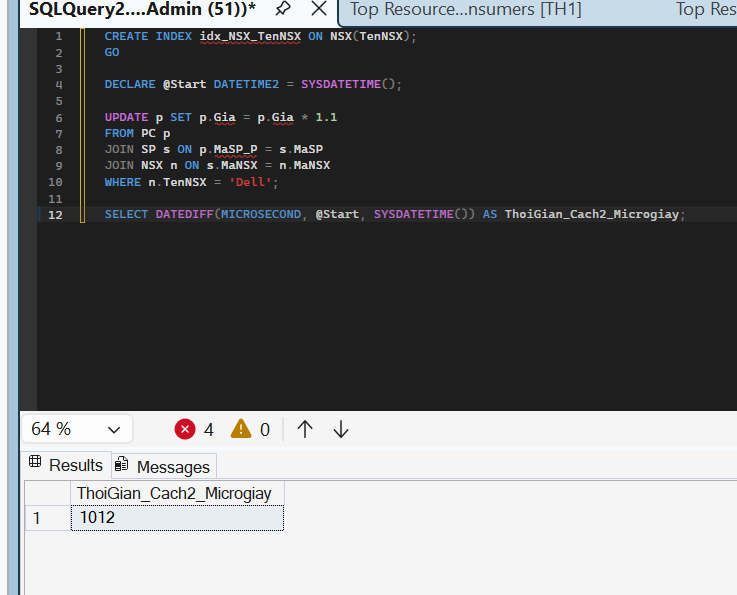 SQLQuery2....Admin (51))*
Top Resource...nsumers [TH1]
Top Res
1 CREATE INDEX idx_NSX_TenNSX ON NSX(TenNSX);
2 GO
3
4 DECLARE @Start DATETIME2 = SYSDATETIME();
5
6 UPDATE p SET p.Gia = p.Gia * 1.1
7 FROM PC p
8 JOIN SP s ON p.MaSP_P = s.MaSP
9 JOIN NSX n ON s.MaNSX = n.MaNSX
10 WHERE n.TenNSX = 'Dell';
11
12 SELECT DATEDIFF(MICROSECOND, @Start, SYSDATETIME()) AS ThoiGian_Cach2_Microgiay;
64 % 4 0
Results Messages
ThoiGian_Cach2_Microgiay
1 1012